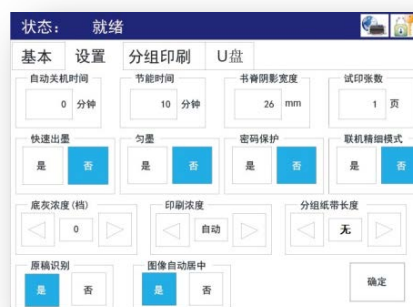 状态： 就绪
基本 设置 分组印刷 U盘
自动关机时间 节能时间 书脊阴影宽度 试印张数
0 分钟 10 分钟 26 mm 1 页
快速出墨 匀墨 密码保护 联机精细模式
是 否 是 否 是 否 是 否
底灰浓度(档) 印刷浓度 分组纸带长度
0 自动 无
原稿识别 图像自动居中
是 否 是 否 确定